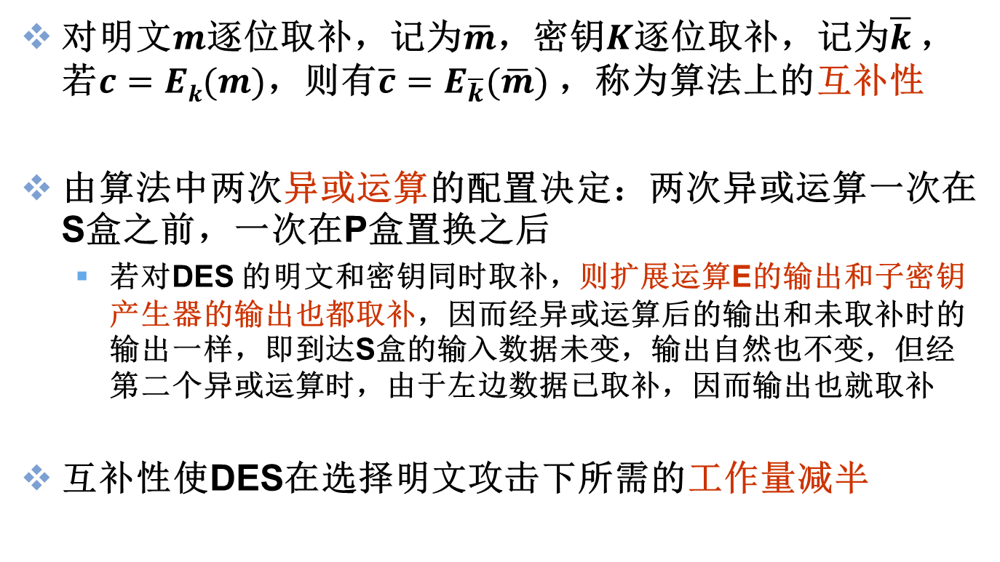 ❖ 对明文m逐位取补，记为m̅，密钥K逐位取补，记为k̅，
若c = Eₖ(m)，则有c̅ = E_k̅(m̅)，称为算法上的互补性
❖ 由算法中两次异或运算的配置决定：两次异或运算一次在
S盒之前，一次在P盒置换之后
▪ 若对DES 的明文和密钥同时取补，则扩展运算E的输出和子密钥
产生器的输出也都取补，因而经异或运算后的输出和未取补时的
输出一样，即到达S盒的输入数据未变，输出自然也不变，但经
第二个异或运算时，由于左边数据已取补，因而输出也就取补
❖ 互补性使DES在选择明文攻击下所需的工作量减半